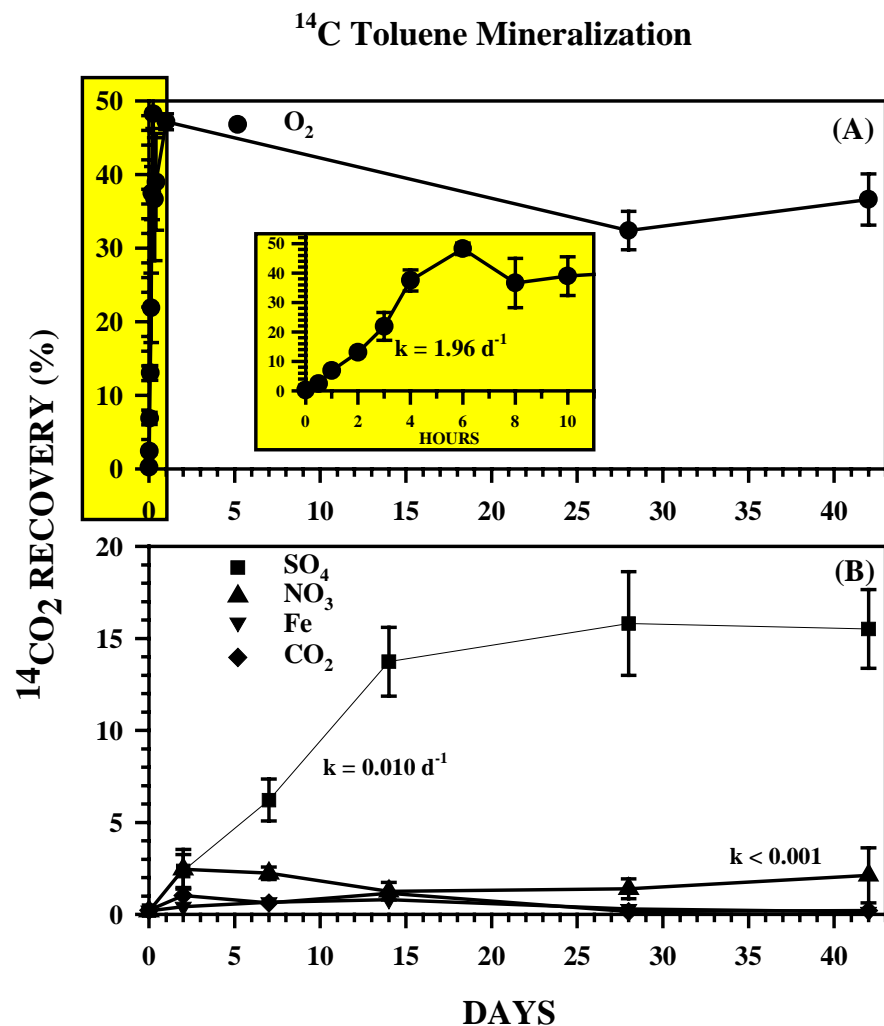 ¹⁴C Toluene Mineralization
50
40
30
20
10
0
O₂
(A)
50
40
30
20
10
0
k = 1.96 d⁻¹
0 2 4 6 8 10
HOURS
0 5 10 15 20 25 30 35 40
¹⁴CO₂ RECOVERY (%)
20
15
10
5
0
SO₄
NO₃
Fe
CO₂
(B)
k = 0.010 d⁻¹
k < 0.001
0 5 10 15 20 25 30 35 40
DAYS